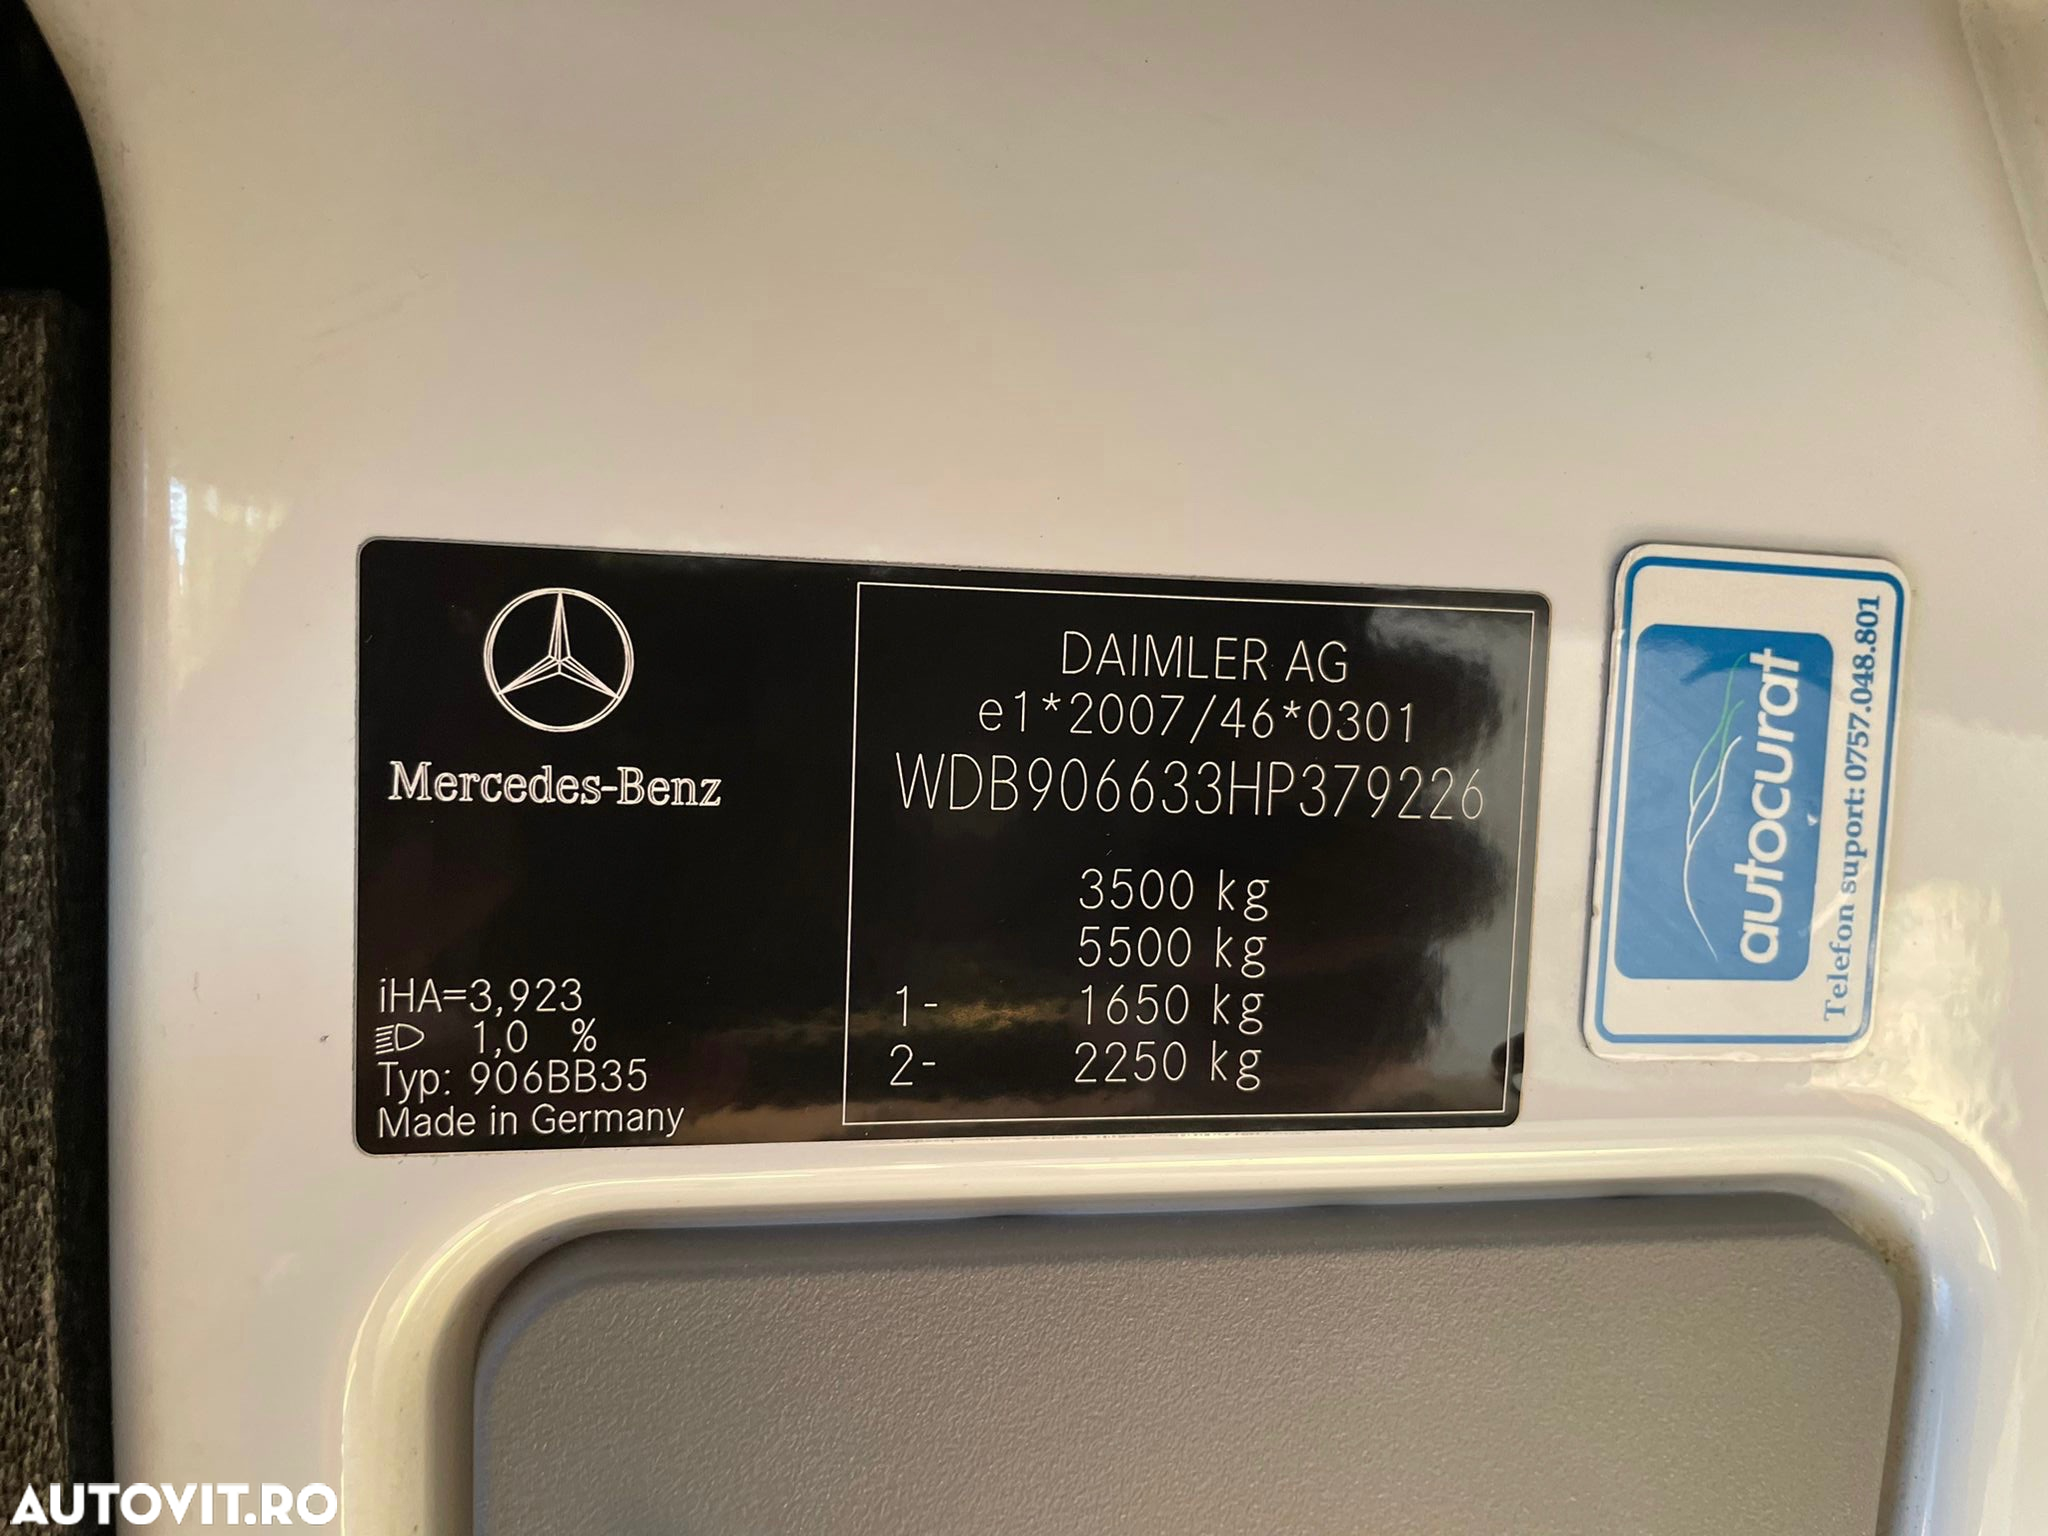 Mercedes-Benz
iHA=3,923
1,0 %
Typ: 906BB35
Made in Germany
DAIMLER AG
e1*2007/46*0301
WDB906633HP379226
3500 kg
5500 kg
1- 1650 kg
2- 2250 kg
autocurat
Telefon suport: 0757.048.801
AUTOVIT.RO